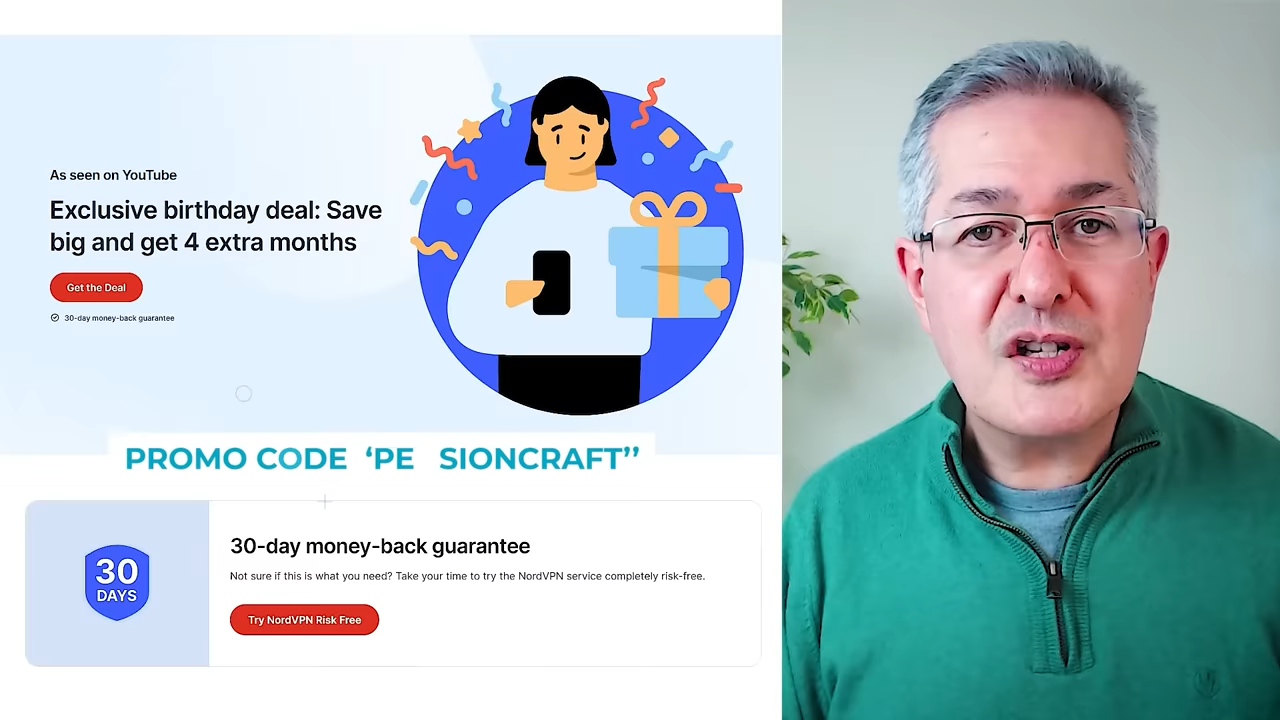 As seen on YouTube
Exclusive birthday deal: Save
big and get 4 extra months
Get the Deal
30-day money-back guarantee
PROMO CODE ‘PE SIONCRAFT’’
30
DAYS
30-day money-back guarantee
Not sure if this is what you need? Take your time to try the NordVPN service completely risk-free.
Try NordVPN Risk Free